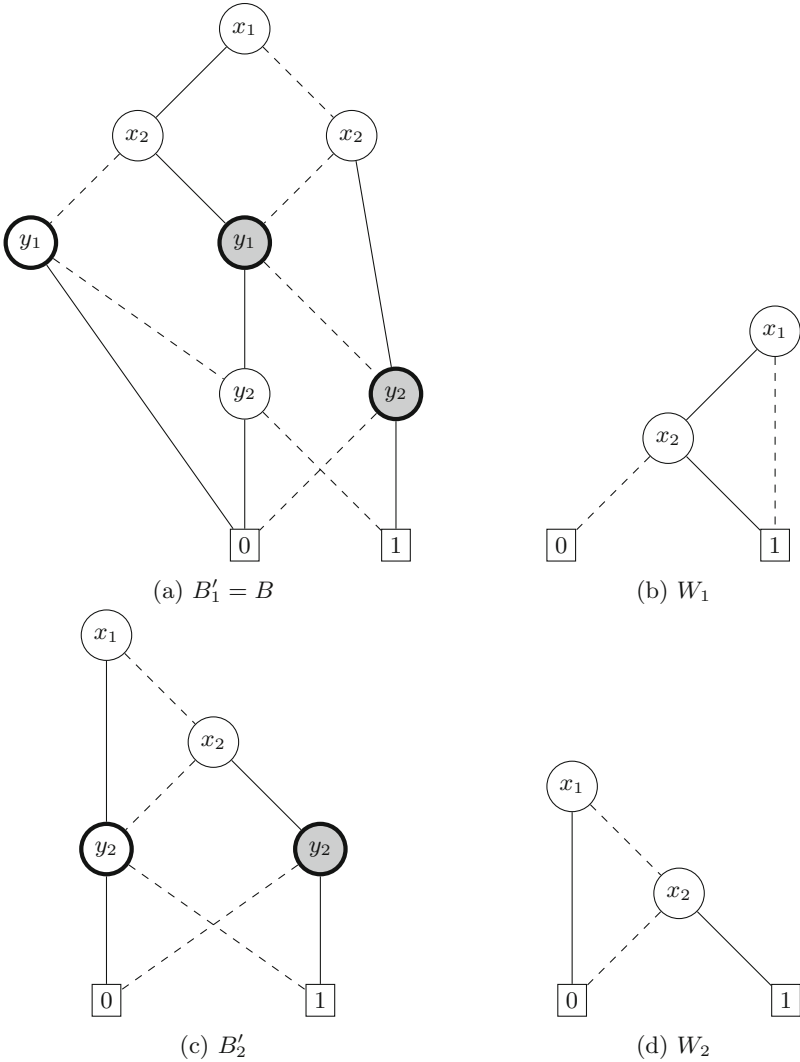 x₁
x₂ x₂
y₁ y₁
y₂ y₂
0 1
(a) B′₁ = B
x₁
x₂
0 1
(b) W₁
x₁
x₂
y₂ y₂
0 1
(c) B′₂
x₁
x₂
0 1
(d) W₂